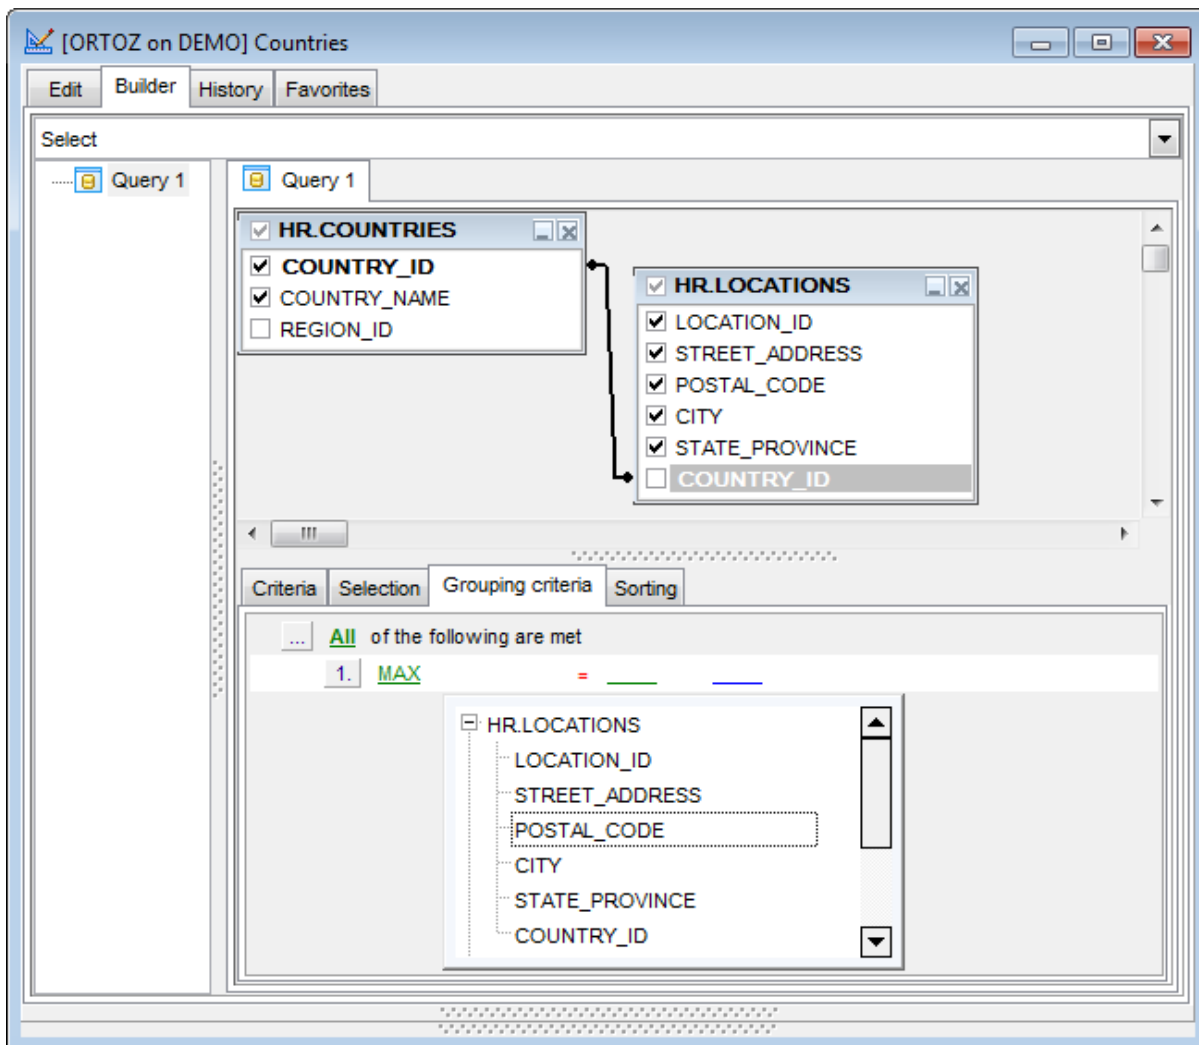 [ORTOZ on DEMO] Countries
Edit Builder History Favorites
Select
Query 1
Query 1
HR.COUNTRIES
COUNTRY_ID
COUNTRY_NAME
REGION_ID
HR.LOCATIONS
LOCATION_ID
STREET_ADDRESS
POSTAL_CODE
CITY
STATE_PROVINCE
COUNTRY_ID
Criteria Selection Grouping criteria Sorting
... All of the following are met
1. MAX =
HR.LOCATIONS
LOCATION_ID
STREET_ADDRESS
POSTAL_CODE
CITY
STATE_PROVINCE
COUNTRY_ID